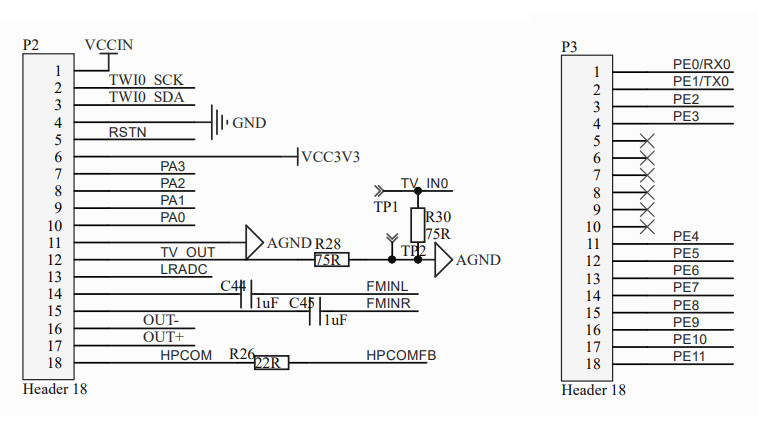 P2
VCCIN
1
2 TWI0_SCK
3 TWI0_SDA
4 GND
5 RSTN
6 VCC3V3
7 PA3
8 PA2
9 PA1
10 PA0
11 AGND
12 TV_OUT
13 LRADC
14
15
16 OUT-
17 OUT+
18 HPCOM
Header 18
TV_IN0
TP1
R30
75R
R28
75R
TP2
AGND
C44
1uF
FMINL
C45
1uF
FMINR
R26
22R
HPCOMFB
P3
1 PE0/RX0
2 PE1/TX0
3 PE2
4 PE3
5
6
7
8
9
10
11 PE4
12 PE5
13 PE6
14 PE7
15 PE8
16 PE9
17 PE10
18 PE11
Header 18